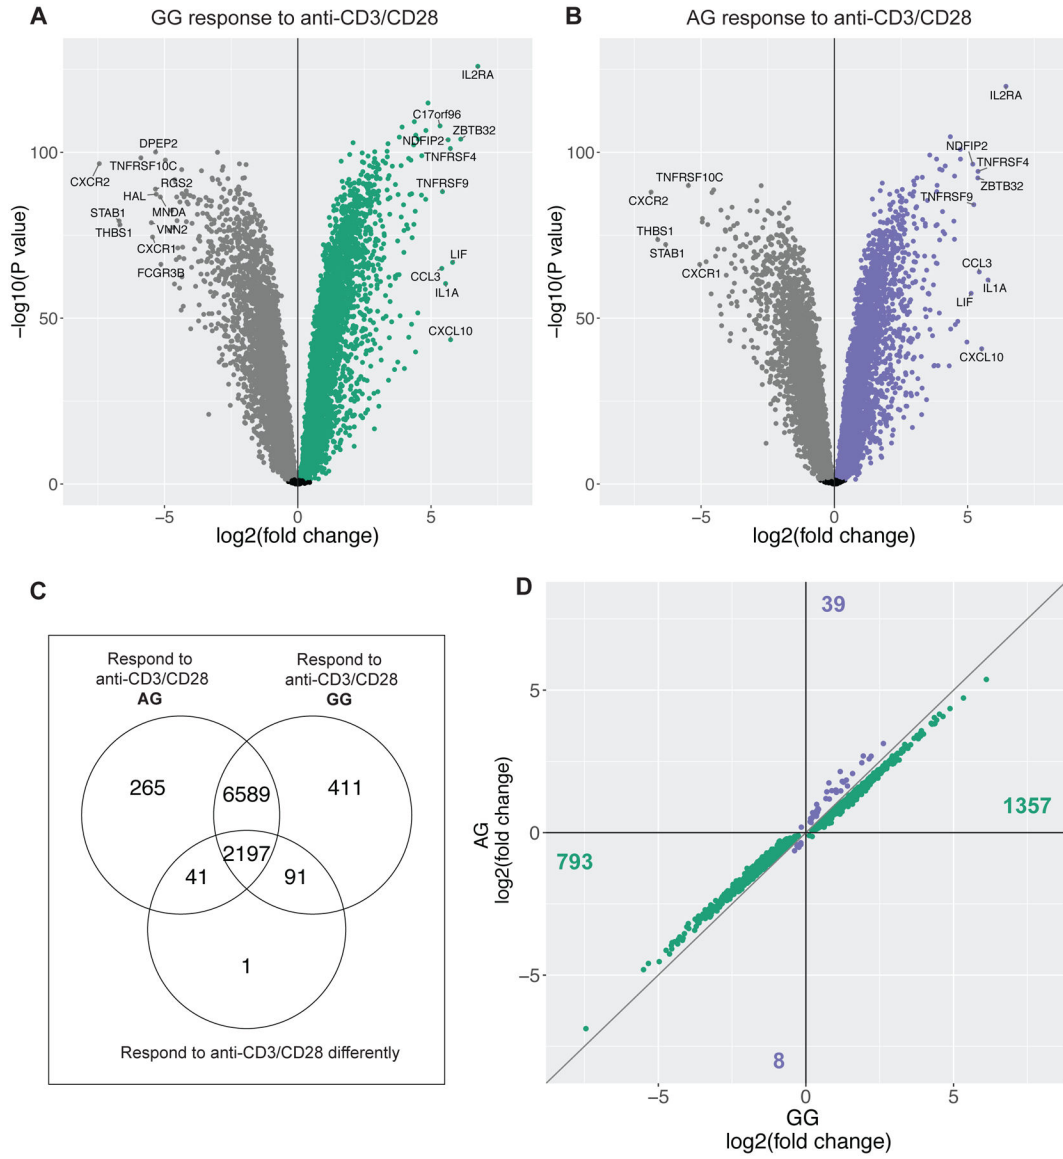 A
GG response to anti-CD3/CD28
IL2RA
C17orf96
ZBTB32
NDFIP2
TNFRSF4
TNFRSF9
LIF
CCL3
IL1A
CXCL10
DPEP2
TNFRSF10C
CXCR2
RGS2
HAL
MNDA
STAB1
VNN2
THBS1
CXCR1
FCGR3B
−log10(P value)
100
50
0
−5
0
5
log2(fold change)
B
AG response to anti-CD3/CD28
IL2RA
NDFIP2
TNFRSF4
ZBTB32
TNFRSF9
CCL3
IL1A
LIF
CXCL10
TNFRSF10C
CXCR2
THBS1
STAB1
CXCR1
−log10(P value)
100
50
0
−5
0
5
log2(fold change)
C
Respond to
anti-CD3/CD28
AG
Respond to
anti-CD3/CD28
GG
265
6589
411
2197
41
91
1
Respond to anti-CD3/CD28 differently
D
39
1357
793
8
AG
log2(fold change)
5
0
−5
−5
0
5
GG
log2(fold change)